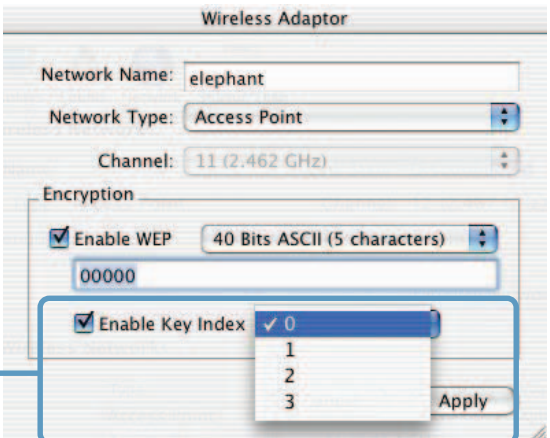 Wireless Adaptor
Network Name: elephant
Network Type: Access Point
Channel: 11 (2.462 GHz)
Encryption
Enable WEP 40 Bits ASCII (5 characters)
00000
Enable Key Index ✓ 0
1
2
3 Apply